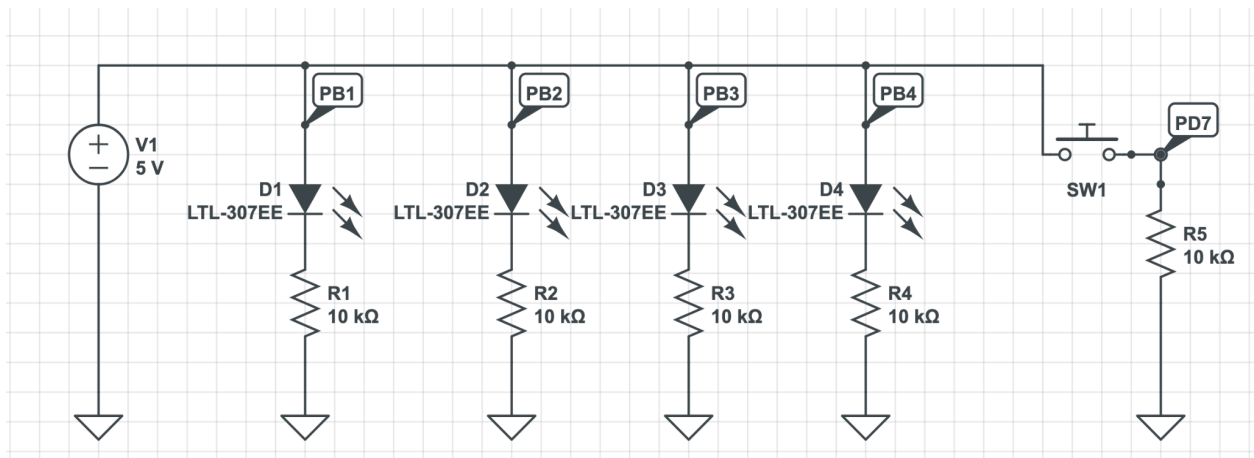 PB1
PB2
PB3
PB4
PD7
V1
5 V
D1
LTL-307EE
D2
LTL-307EE
D3
LTL-307EE
D4
LTL-307EE
SW1
R5
10 kΩ
R1
10 kΩ
R2
10 kΩ
R3
10 kΩ
R4
10 kΩ